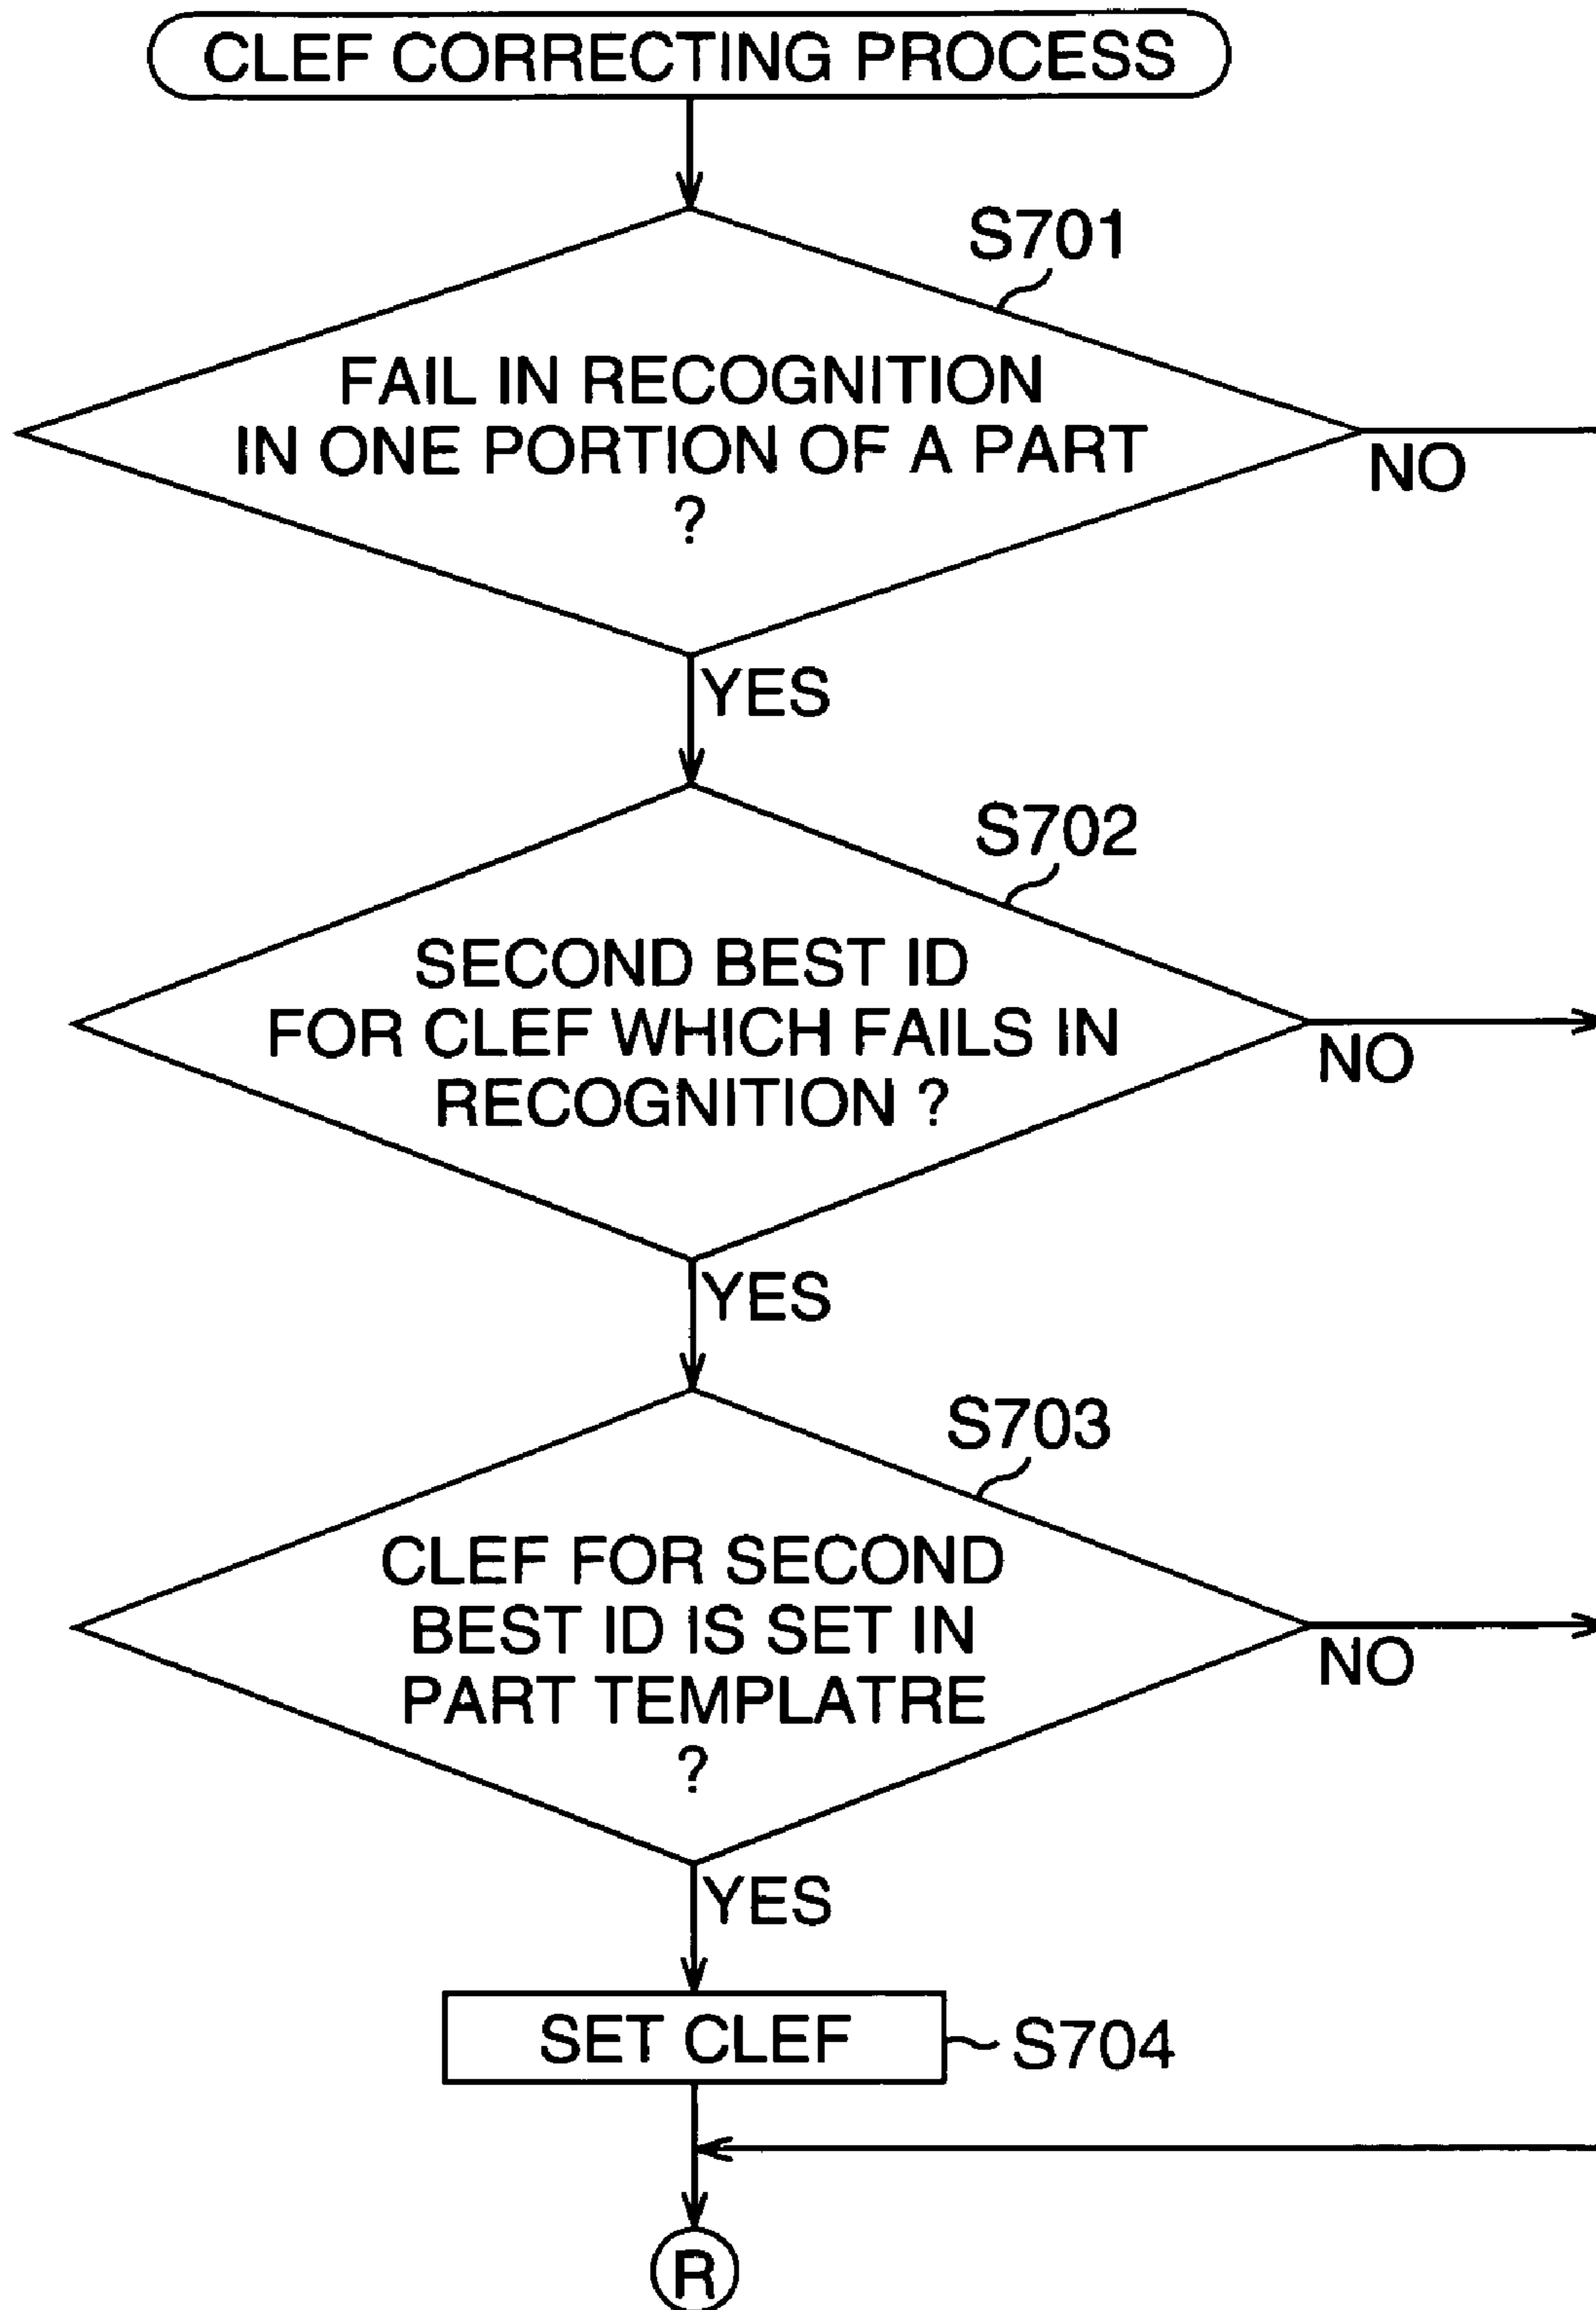 CLEF CORRECTING PROCESS
S701
FAIL IN RECOGNITION
IN ONE PORTION OF A PART
?
NO
YES
S702
SECOND BEST ID
FOR CLEF WHICH FAILS IN
RECOGNITION ?
NO
YES
S703
CLEF FOR SECOND
BEST ID IS SET IN
PART TEMPLATRE
?
NO
YES
SET CLEF
S704
R